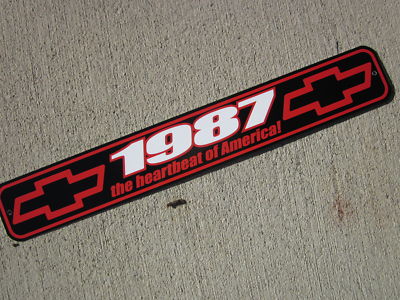 1987
the heartbeat of America!